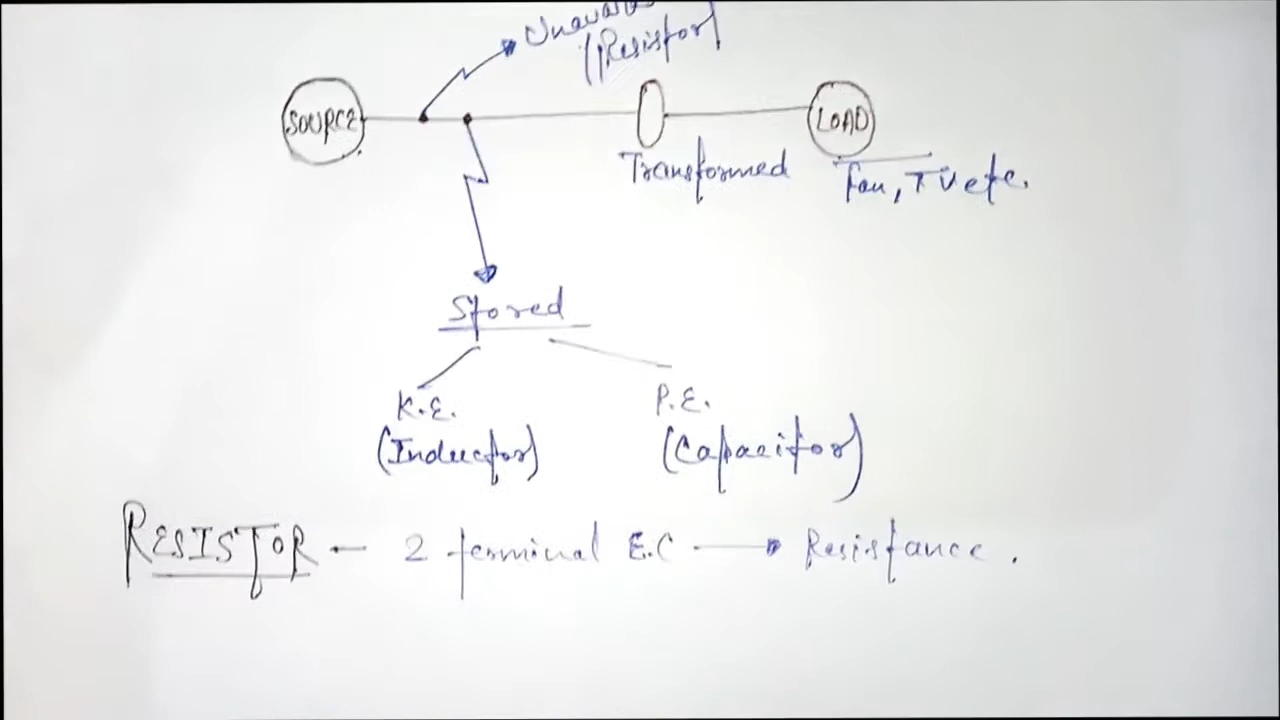 (Resistor)
SOURCE
LOAD
Transformed
Fan, TV etc.
Stored
K.E.
P.E.
(Inductor)
(Capacitor)
RESISTOR - 2 terminal E.C → Resistance.